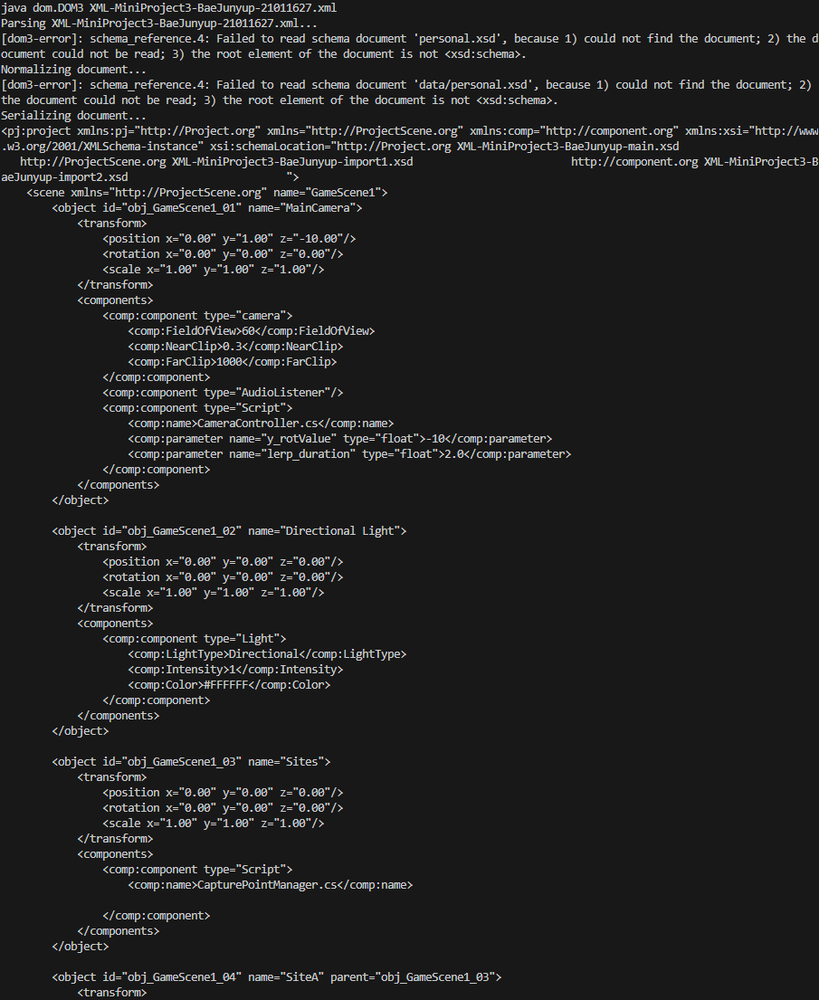 java dom.DOM3 XML-MiniProject3-BaeJunyup-21011627.xml
Parsing XML-MiniProject3-BaeJunyup-21011627.xml...
[dom3-error]: schema_reference.4: Failed to read schema document 'personal.xsd', because 1) could not find the document; 2) the d
ocument could not be read; 3) the root element of the document is not <xsd:schema>.
Normalizing document...
[dom3-error]: schema_reference.4: Failed to read schema document 'data/personal.xsd', because 1) could not find the document; 2)
the document could not be read; 3) the root element of the document is not <xsd:schema>.
Serializing document...
<pj:project xmlns:pj="http://Project.org" xmlns="http://ProjectScene.org" xmlns:comp="http://component.org" xmlns:xsi="http://www
.w3.org/2001/XMLSchema-instance" xsi:schemaLocation="http://Project.org XML-MiniProject3-BaeJunyup-main.xsd
   http://ProjectScene.org XML-MiniProject3-BaeJunyup-import1.xsd                         http://component.org XML-MiniProject3-B
aeJunyup-import2.xsd                         ">
    <scene xmlns="http://ProjectScene.org" name="GameScene1">
        <object id="obj_GameScene1_01" name="MainCamera">
            <transform>
                <position x="0.00" y="1.00" z="-10.00"/>
                <rotation x="0.00" y="0.00" z="0.00"/>
                <scale x="1.00" y="1.00" z="1.00"/>
            </transform>
            <components>
                <comp:component type="camera">
                    <comp:FieldOfView>60</comp:FieldOfView>
                    <comp:NearClip>0.3</comp:NearClip>
                    <comp:FarClip>1000</comp:FarClip>
                </comp:component>
                <comp:component type="AudioListener"/>
                <comp:component type="Script">
                    <comp:name>CameraController.cs</comp:name>
                    <comp:parameter name="y_rotValue" type="float">-10</comp:parameter>
                    <comp:parameter name="lerp_duration" type="float">2.0</comp:parameter>
                </comp:component>
            </components>
        </object>

        <object id="obj_GameScene1_02" name="Directional Light">
            <transform>
                <position x="0.00" y="0.00" z="0.00"/>
                <rotation x="0.00" y="0.00" z="0.00"/>
                <scale x="1.00" y="1.00" z="1.00"/>
            </transform>
            <components>
                <comp:component type="Light">
                    <comp:LightType>Directional</comp:LightType>
                    <comp:Intensity>1</comp:Intensity>
                    <comp:Color>#FFFFFF</comp:Color>
                </comp:component>
            </components>
        </object>

        <object id="obj_GameScene1_03" name="Sites">
            <transform>
                <position x="0.00" y="0.00" z="0.00"/>
                <rotation x="0.00" y="0.00" z="0.00"/>
                <scale x="1.00" y="1.00" z="1.00"/>
            </transform>
            <components>
                <comp:component type="Script">
                    <comp:name>CapturePointManager.cs</comp:name>

                </comp:component>
            </components>
        </object>

        <object id="obj_GameScene1_04" name="SiteA" parent="obj_GameScene1_03">
            <transform>